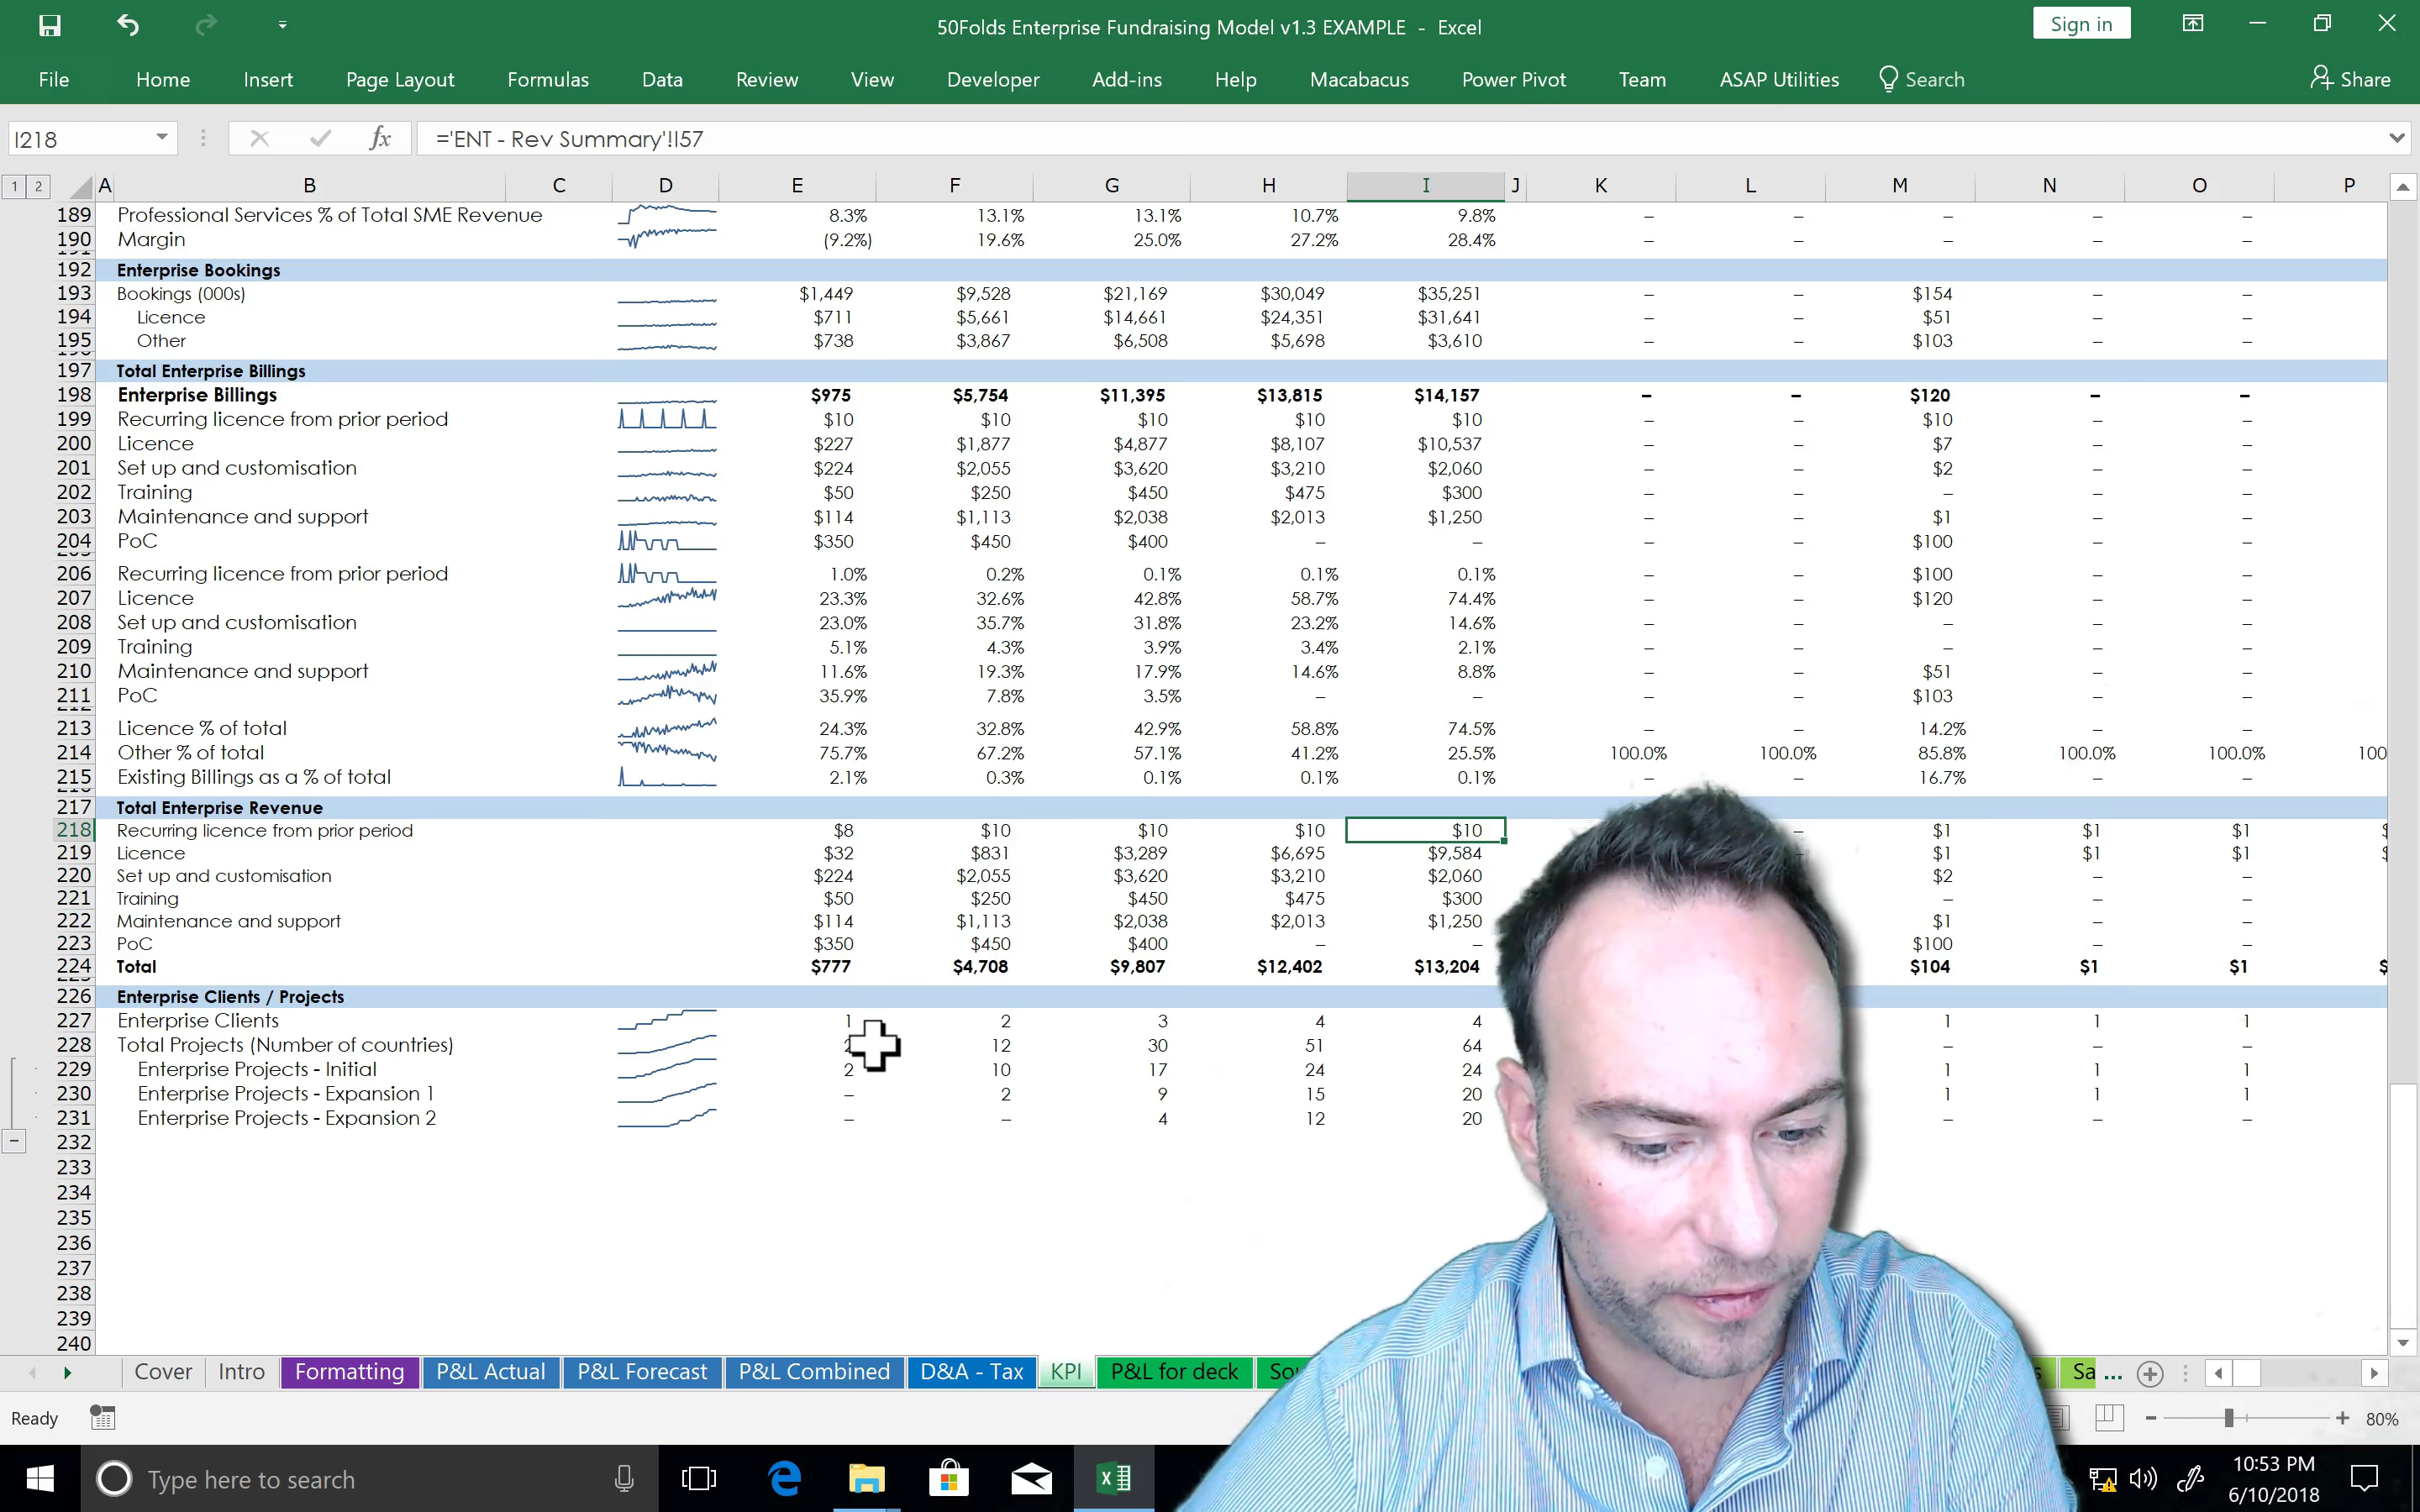 50Folds Enterprise Fundraising Model v1.3 EXAMPLE - Excel Sign in
File Home Insert Page Layout Formulas Data Review View Developer Add-ins Help Macabacus Power Pivot Team ASAP Utilities Search Share
I218 fx ='ENT - Rev Summary'!I57
1 2 A B C D E F G H I J K L M N O P
189 Professional Services % of Total SME Revenue 8.3% 13.1% 13.1% 10.7% 9.8% – – – – –
190 Margin (9.2%) 19.6% 25.0% 27.2% 28.4% – – – – –
192 Enterprise Bookings
193 Bookings (000s) $1,449 $9,528 $21,169 $30,049 $35,251 – – $154 – –
194 Licence $711 $5,661 $14,661 $24,351 $31,641 – – $51 – –
195 Other $738 $3,867 $6,508 $5,698 $3,610 – – $103 – –
197 Total Enterprise Billings
198 Enterprise Billings $975 $5,754 $11,395 $13,815 $14,157 – – $120 – –
199 Recurring licence from prior period $10 $10 $10 $10 $10 – – $10 – –
200 Licence $227 $1,877 $4,877 $8,107 $10,537 – – $7 – –
201 Set up and customisation $224 $2,055 $3,620 $3,210 $2,060 – – $2 – –
202 Training $50 $250 $450 $475 $300 – – – – –
203 Maintenance and support $114 $1,113 $2,038 $2,013 $1,250 – – $1 – –
204 PoC $350 $450 $400 – – – – $100 – –
206 Recurring licence from prior period 1.0% 0.2% 0.1% 0.1% 0.1% – – $100 – –
207 Licence 23.3% 32.6% 42.8% 58.7% 74.4% – – $120 – –
208 Set up and customisation 23.0% 35.7% 31.8% 23.2% 14.6% – – – – –
209 Training 5.1% 4.3% 3.9% 3.4% 2.1% – – – – –
210 Maintenance and support 11.6% 19.3% 17.9% 14.6% 8.8% – – $51 – –
211 PoC 35.9% 7.8% 3.5% – – – – $103 – –
213 Licence % of total 24.3% 32.8% 42.9% 58.8% 74.5% – – 14.2% – –
214 Other % of total 75.7% 67.2% 57.1% 41.2% 25.5% 100.0% 100.0% 85.8% 100.0% 100.0% 100
215 Existing Billings as a % of total 2.1% 0.3% 0.1% 0.1% 0.1% – – 16.7% – –
217 Total Enterprise Revenue
218 Recurring licence from prior period $8 $10 $10 $10 $10 – $1 $1 $1
219 Licence $32 $831 $3,289 $6,695 $9,584 $1 $1 $1
220 Set up and customisation $224 $2,055 $3,620 $3,210 $2,060 $2 – –
221 Training $50 $250 $450 $475 $300 – – –
222 Maintenance and support $114 $1,113 $2,038 $2,013 $1,250 $1 – –
223 PoC $350 $450 $400 – – $100 – –
224 Total $777 $4,708 $9,807 $12,402 $13,204 $104 $1 $1
226 Enterprise Clients / Projects
227 Enterprise Clients 1 2 3 4 4 1 1 1
228 Total Projects (Number of countries) 12 30 51 64 – – –
229 Enterprise Projects - Initial 2 10 17 24 24 1 1 1
230 Enterprise Projects - Expansion 1 – 2 9 15 20 1 1 1
231 Enterprise Projects - Expansion 2 – – 4 12 20 – – –
232
233
234
235
236
237
238
239
240
Cover Intro Formatting P&L Actual P&L Forecast P&L Combined D&A - Tax KPI P&L for deck Sa ...
Ready 80%
Type here to search 10:53 PM
6/10/2018